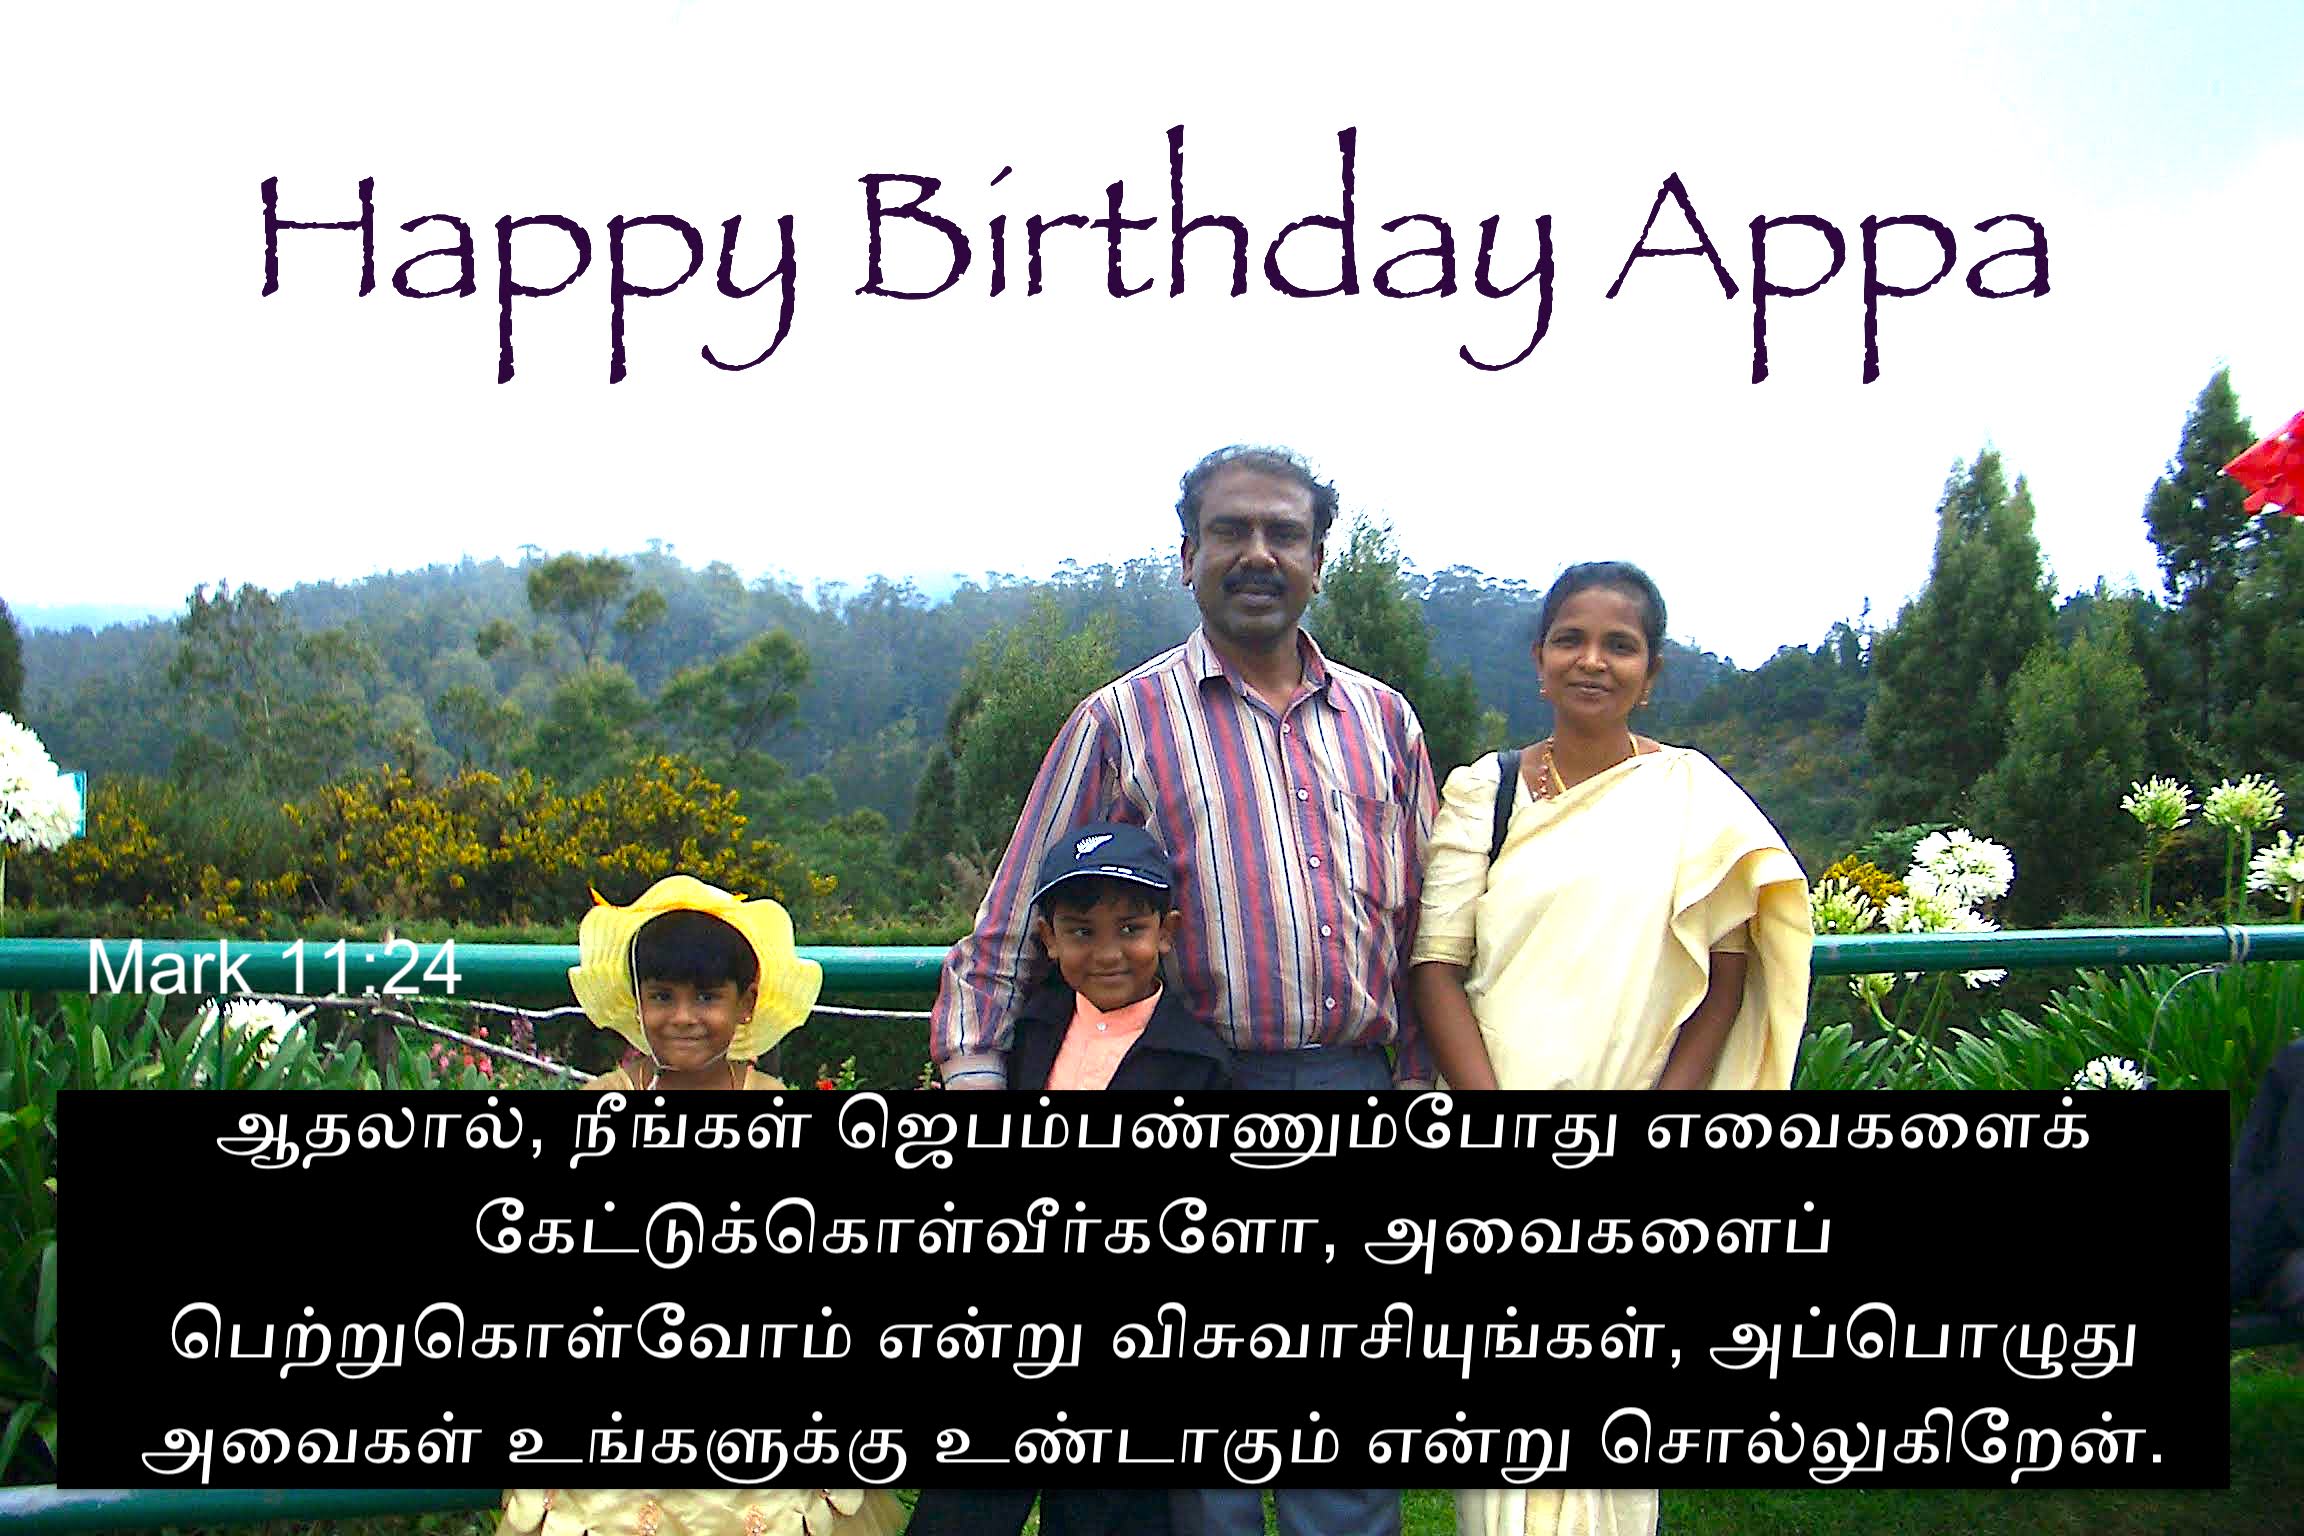 Happy Birthday Appa
Mark 11:24
ஆதலால், நீங்கள் ஜெபம்பண்ணும்போது எவைகளைக்
கேட்டுக்கொள்வீர்களோ, அவைகளைப்
பெற்றுகொள்வோம் என்று விசுவாசியுங்கள், அப்பொழுது
அவைகள் உங்களுக்கு உண்டாகும் என்று சொல்லுகிறேன்.